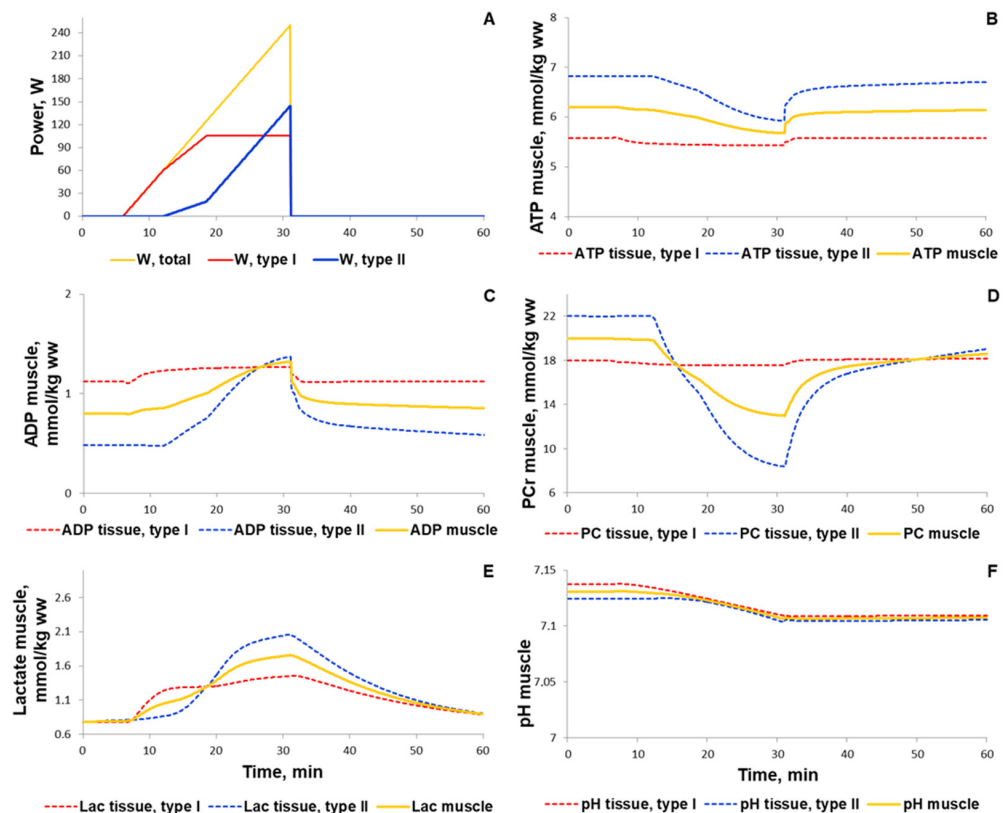 A
Power, W
240
210
180
150
120
90
60
30
0
0 10 20 30 40 50 60
W, total W, type I W, type II
B
ATP muscle, mmol/kg ww
8
7
6
5
4
0 10 20 30 40 50 60
ATP tissue, type I ATP tissue, type II ATP muscle
C
ADP muscle,
mmol/kg ww
2
1
0
0 10 20 30 40 50 60
ADP tissue, type I ADP tissue, type II ADP muscle
D
PCr muscle, mmol/kg ww
22
18
14
10
6
0 10 20 30 40 50 60
PC tissue, type I PC tissue, type II PC muscle
E
Lactate muscle,
mmol/kg ww
2.6
2.1
1.6
1.1
0.6
0 10 20 30 40 50 60
Time, min
Lac tissue, type I Lac tissue, type II Lac muscle
F
pH muscle
7.15
7.1
7.05
7
0 10 20 30 40 50 60
Time, min
pH tissue, type I pH tissue, type II pH muscle